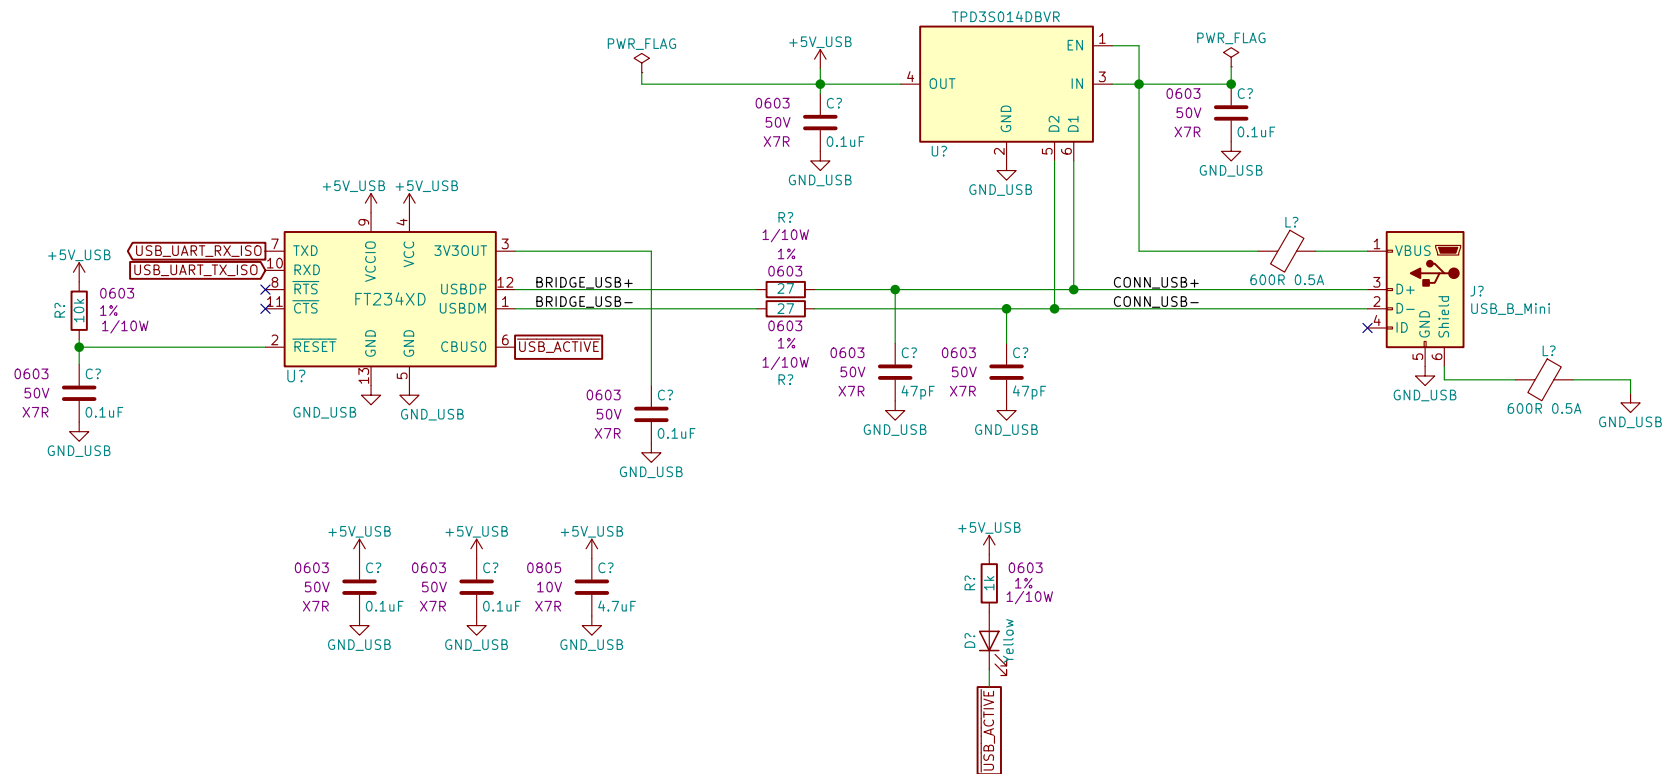 TPD3S014DBVR
PWR_FLAG
+5V_USB
PWR_FLAG
EN 1
4 OUT
IN 3
GND
D2
D1
2
5
6
U?
GND_USB
0603
50V
X7R
C?
0.1uF
GND_USB
0603
50V
X7R
C?
0.1uF
GND_USB
+5V_USB
+5V_USB
9
4
+5V_USB
USB_UART_RX_ISO
USB_UART_TX_ISO
7 TXD
10 RXD
8 RTS
11 CTS
2 RESET
VCCIO
VCC
FT234XD
GND
GND
3V3OUT 3
USBDP 12
USBDM 1
CBUS0 6
USB_ACTIVE
U?
13
5
GND_USB
GND_USB
R?
10k
0603
1%
1/10W
0603
50V
X7R
C?
0.1uF
GND_USB
BRIDGE_USB+
BRIDGE_USB-
R?
1/10W
1%
0603
27
27
0603
1%
1/10W
R?
CONN_USB+
CONN_USB-
0603
50V
X7R
C?
0.1uF
GND_USB
0603
50V
X7R
C?
47pF
GND_USB
0603
50V
X7R
C?
47pF
GND_USB
L?
600R 0.5A
1 VBUS
3 D+
2 D-
4 ID
GND
Shield
5
6
J?
USB_B_Mini
GND_USB
L?
600R 0.5A
GND_USB
+5V_USB
0603
50V
X7R
C?
0.1uF
GND_USB
+5V_USB
0603
50V
X7R
C?
0.1uF
GND_USB
+5V_USB
0805
10V
X7R
C?
4.7uF
GND_USB
+5V_USB
R?
1k
0603
1%
1/10W
D?
Yellow
USB_ACTIVE